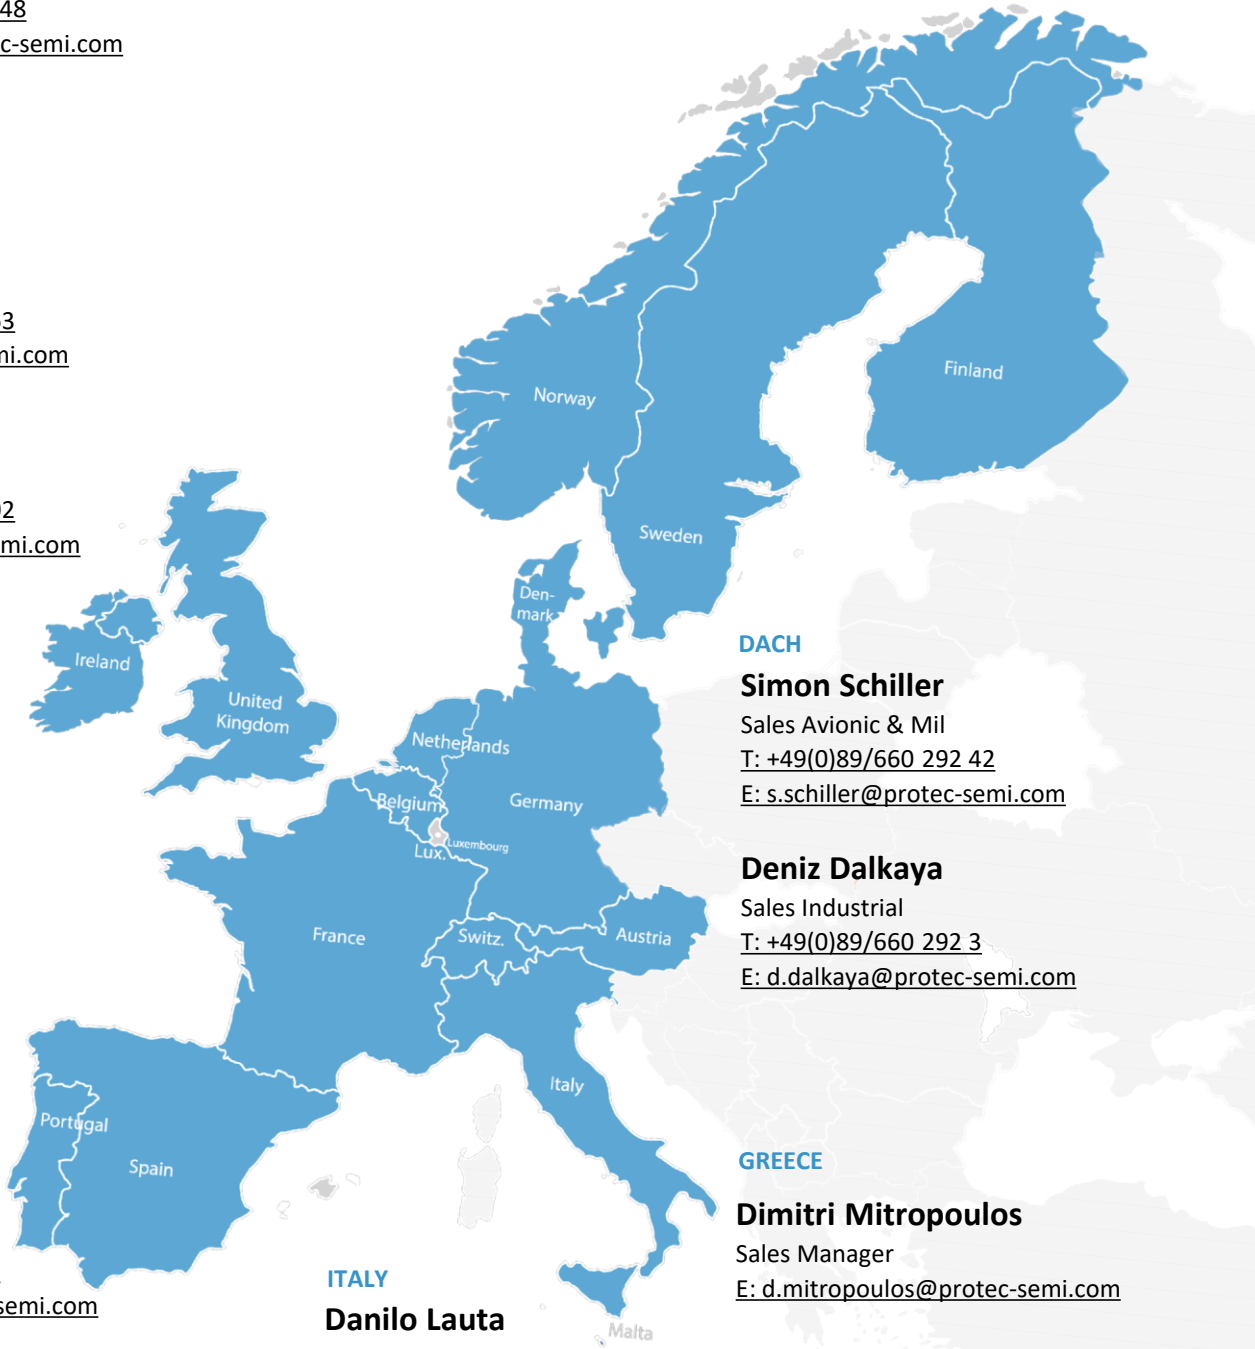 48
c-semi.com
53
mi.com
02
emi.com
Norway
Finland
Sweden
Den-
mark
Ireland
United
Kingdom
Netherlands
Belgium
Germany
Luxembourg
Lux.
France
Switz.
Austria
Italy
Portugal
Spain
Malta
DACH
Simon Schiller
Sales Avionic & Mil
T: +49(0)89/660 292 42
E: s.schiller@protec-semi.com
Deniz Dalkaya
Sales Industrial
T: +49(0)89/660 292 3
E: d.dalkaya@protec-semi.com
GREECE
Dimitri Mitropoulos
Sales Manager
E: d.mitropoulos@protec-semi.com
semi.com
ITALY
Danilo Lauta